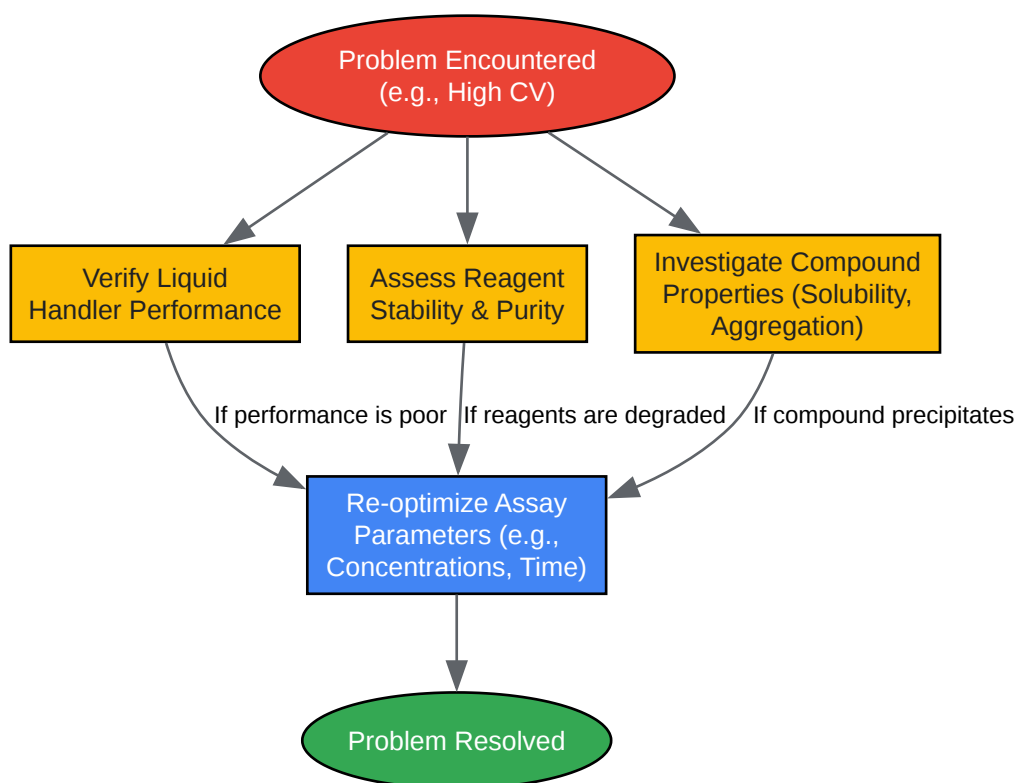 Problem Encountered
(e.g., High CV)
Verify Liquid
Handler Performance
Assess Reagent
Stability & Purity
Investigate Compound
Properties (Solubility,
Aggregation)
If performance is poor
If reagents are degraded
If compound precipitates
Re-optimize Assay
Parameters (e.g.,
Concentrations, Time)
Problem Resolved